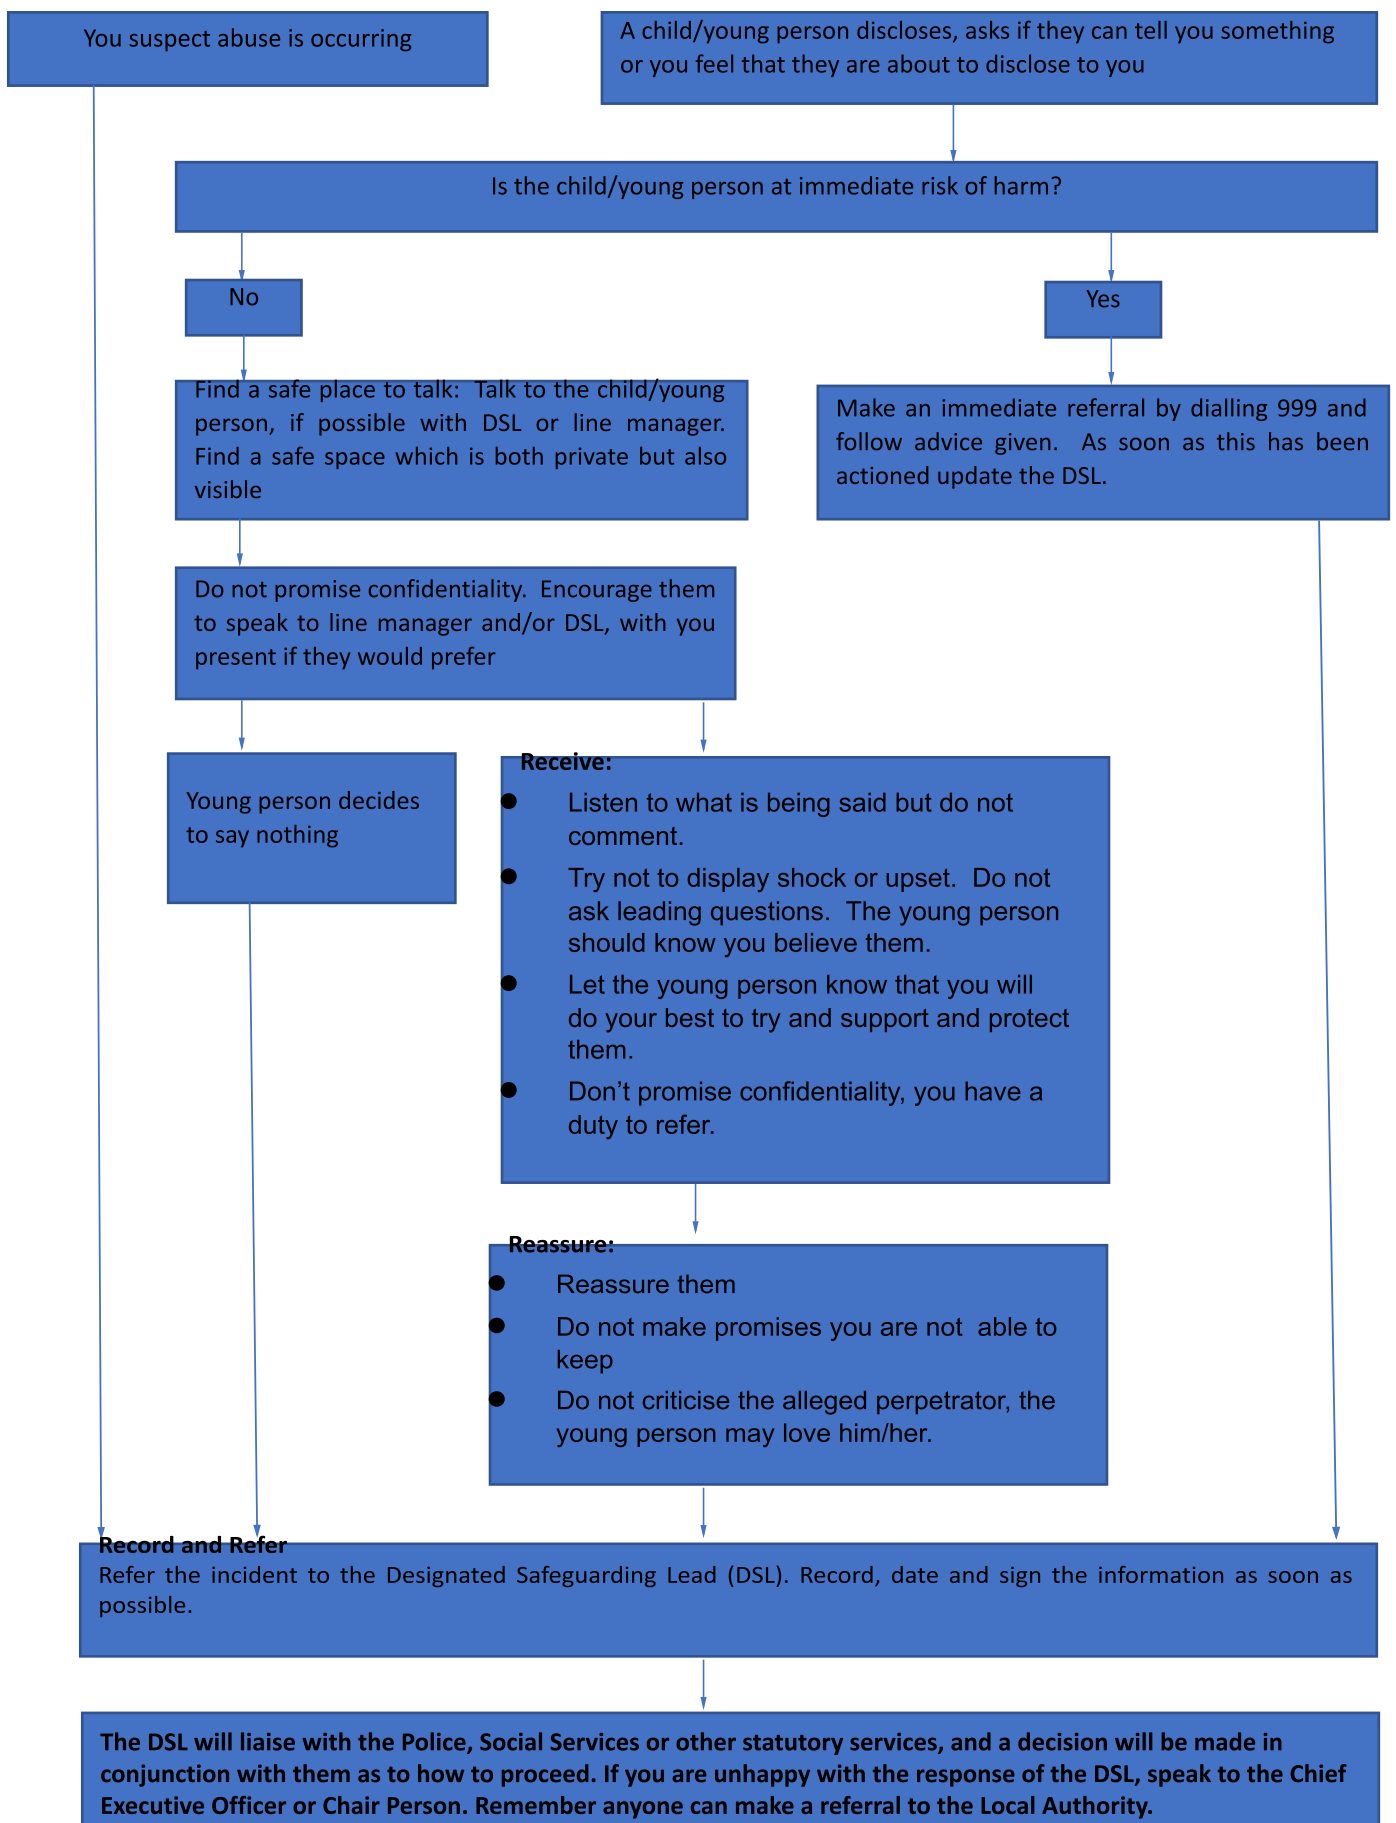 You suspect abuse is occurring
A child/young person discloses, asks if they can tell you something
or you feel that they are about to disclose to you
Is the child/young person at immediate risk of harm?
No
Yes
Find a safe place to talk:  Talk to the child/young
person, if possible with DSL or line manager.
Find a safe space which is both private but also
visible
Make an immediate referral by dialling 999 and
follow advice given.  As soon as this has been
actioned update the DSL.
Do not promise confidentiality.  Encourage them
to speak to line manager and/or DSL, with you
present if they would prefer
Young person decides
to say nothing
Receive:
● Listen to what is being said but do not
comment.
● Try not to display shock or upset.  Do not
ask leading questions.  The young person
should know you believe them.
● Let the young person know that you will
do your best to try and support and protect
them.
● Don’t promise confidentiality, you have a
duty to refer.
Reassure:
● Reassure them
● Do not make promises you are not  able to
keep
● Do not criticise the alleged perpetrator, the
young person may love him/her.
Record and Refer
Refer the incident to the Designated Safeguarding Lead (DSL). Record, date and sign the information as soon as
possible.
The DSL will liaise with the Police, Social Services or other statutory services, and a decision will be made in
conjunction with them as to how to proceed. If you are unhappy with the response of the DSL, speak to the Chief
Executive Officer or Chair Person. Remember anyone can make a referral to the Local Authority.